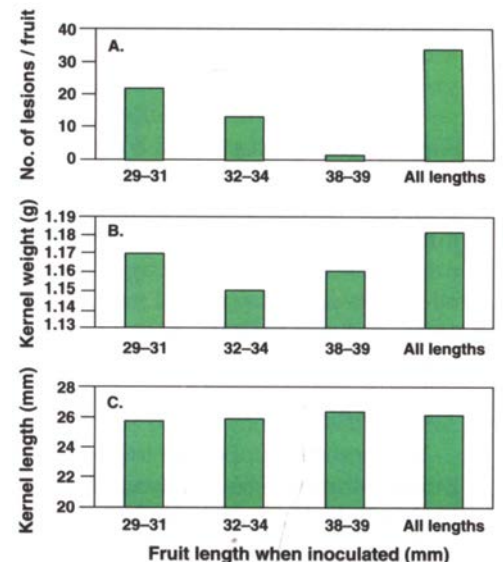 No. of lesions / fruit
40
30
20
10
0
A.
29–31 32–34 38–39 All lengths
Kernel weight (g)
1.19
1.18
1.17
1.16
1.15
1.14
1.13
B.
29–31 32–34 38–39 All lengths
Kernel length (mm)
28
26
24
22
20
C.
29–31 32–34 38–39 All lengths
Fruit length when inoculated (mm)